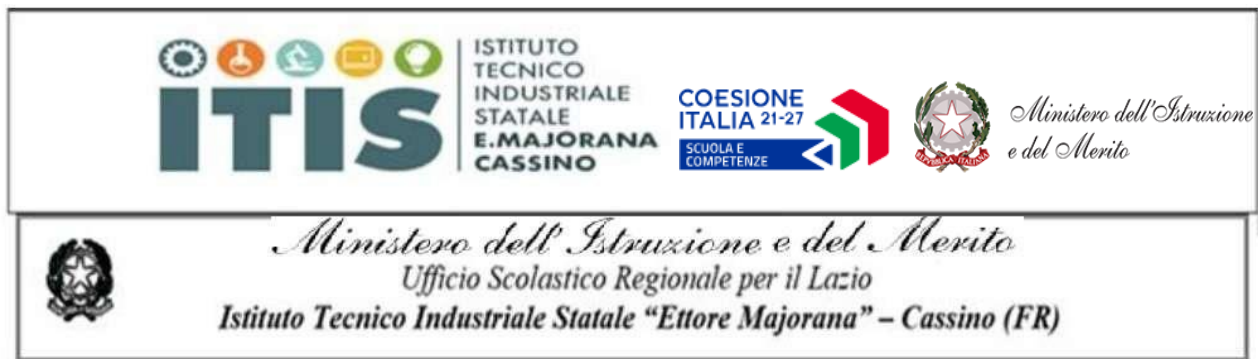 ITIS
ISTITUTO
TECNICO
INDUSTRIALE
STATALE
E.MAJORANA
CASSINO
COESIONE
ITALIA 21-27
SCUOLA E
COMPETENZE
REPVBBLICA ITALIANA
Ministero dell'Istruzione
e del Merito
Ministero dell' Istruzione e del Merito
Ufficio Scolastico Regionale per il Lazio
Istituto Tecnico Industriale Statale “Ettore Majorana” – Cassino (FR)